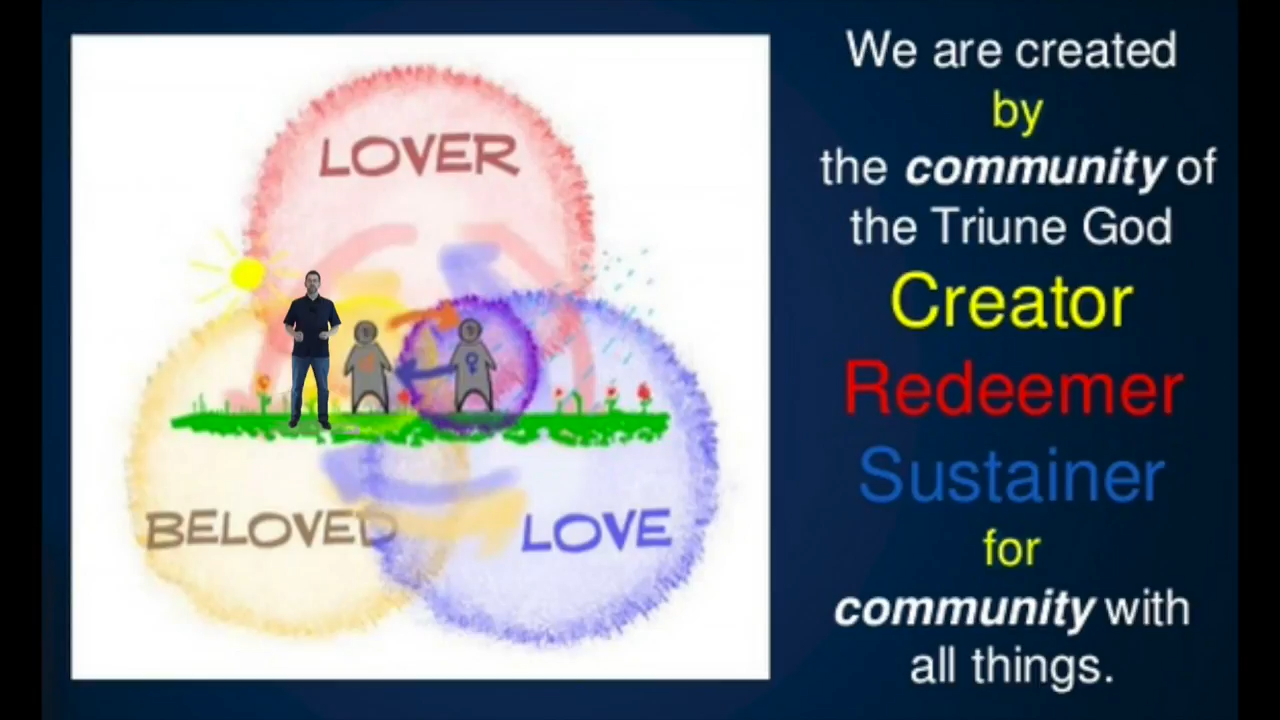 LOVER
BELOVED
LOVE
We are created
by
the community of
the Triune God
Creator
Redeemer
Sustainer
for
community with
all things.